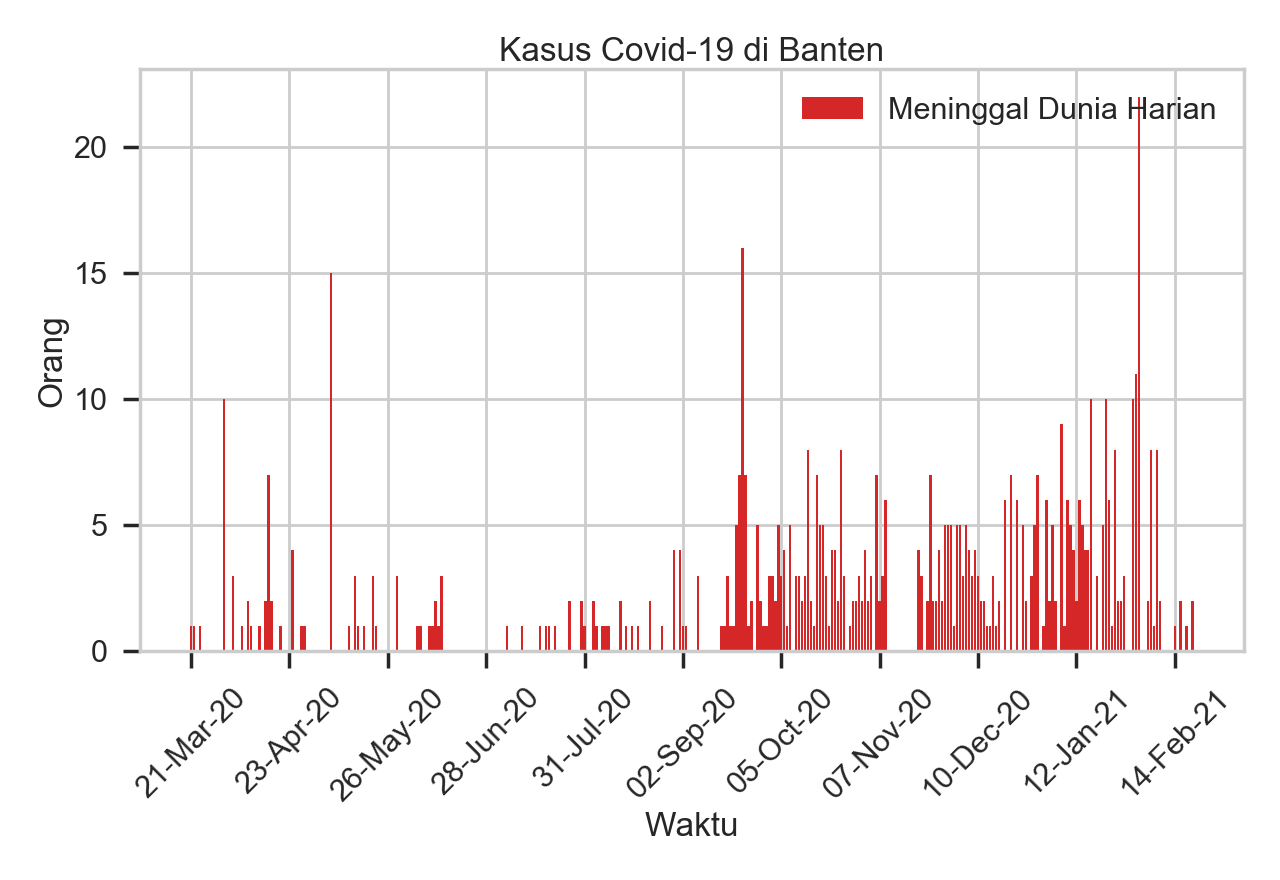 Kasus Covid-19 di Banten
Meninggal Dunia Harian
Orang
20
15
10
5
0
21-Mar-20
23-Apr-20
26-May-20
28-Jun-20
31-Jul-20
02-Sep-20
05-Oct-20
07-Nov-20
10-Dec-20
12-Jan-21
14-Feb-21
Waktu